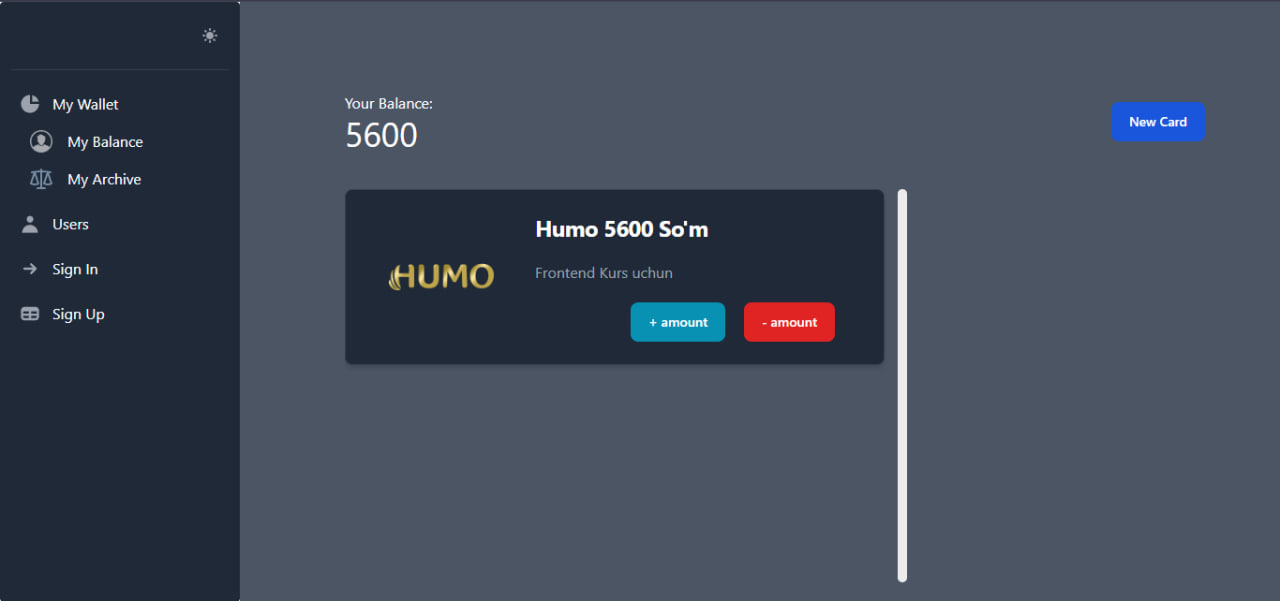 My Wallet
My Balance
My Archive
Users
Sign In
Sign Up
Your Balance:
5600
New Card
HUMO
Humo 5600 So'm
Frontend Kurs uchun
+ amount
- amount